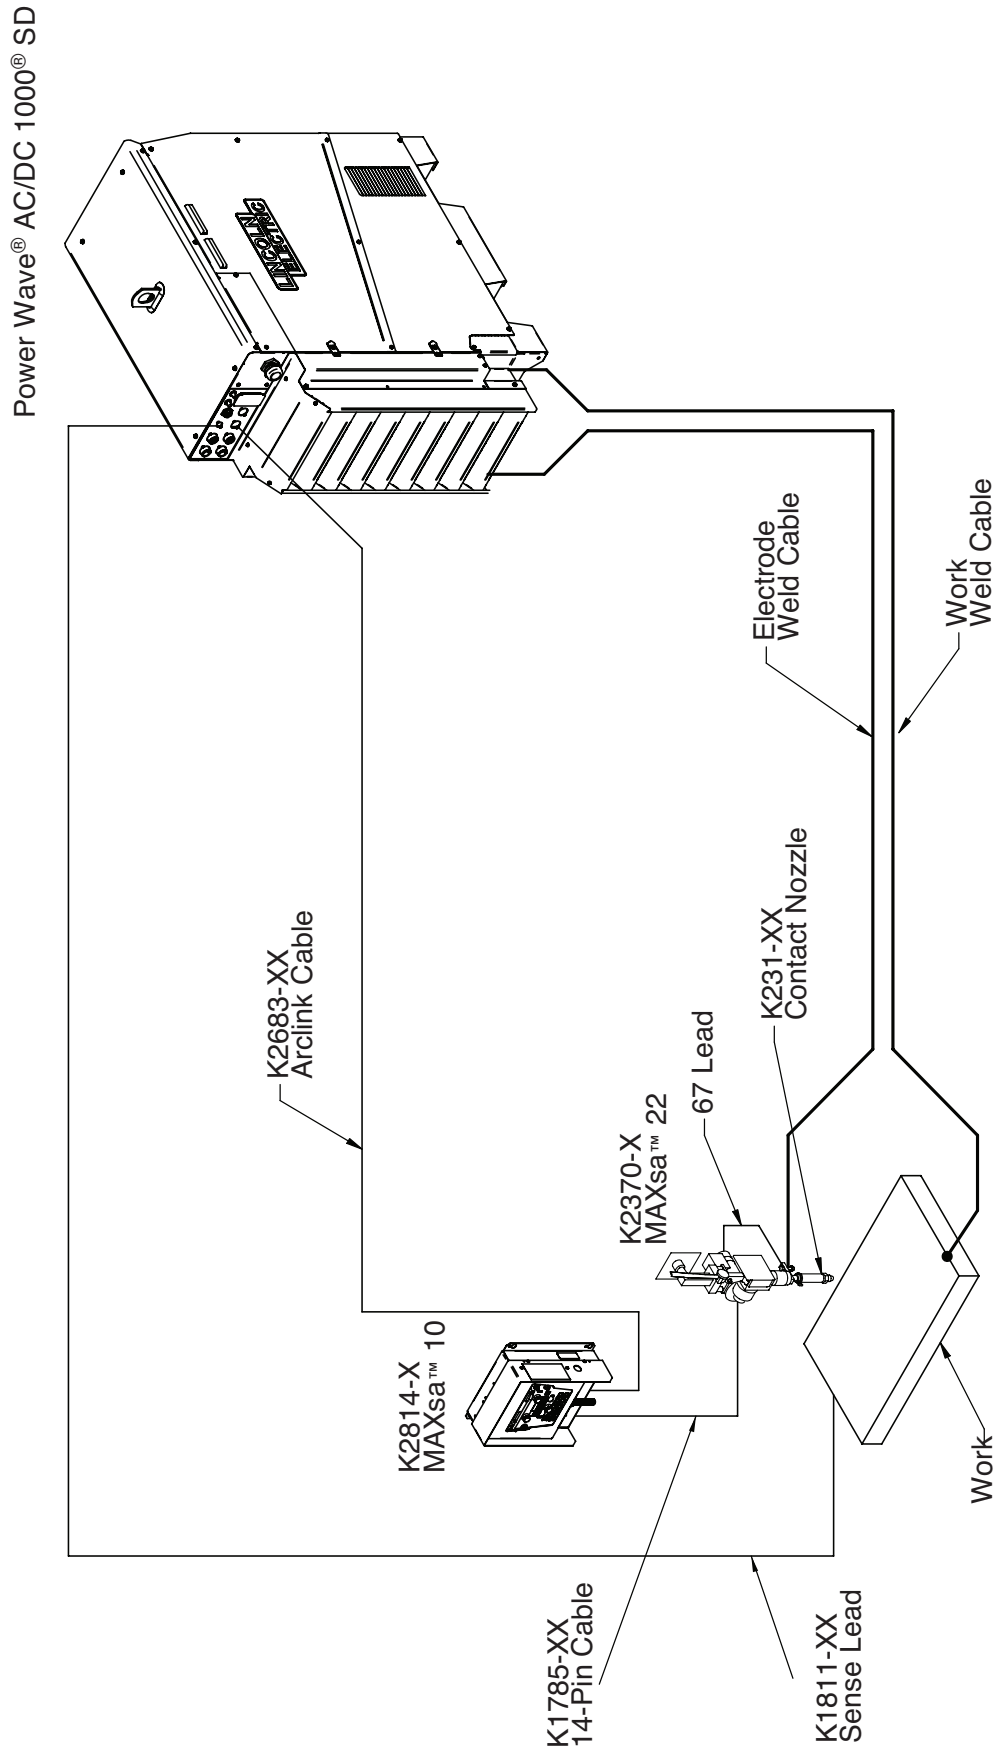 Power Wave® AC/DC 1000® SD
LINCOLN
ELECTRIC
K2683-XX
Arclink Cable
K2814-X
MAXsa™ 10
K2370-X
MAXsa™ 22
67 Lead
K231-XX
Contact Nozzle
Electrode
Weld Cable
Work
Weld Cable
K1785-XX
14-Pin Cable
K1811-XX
Sense Lead
Work